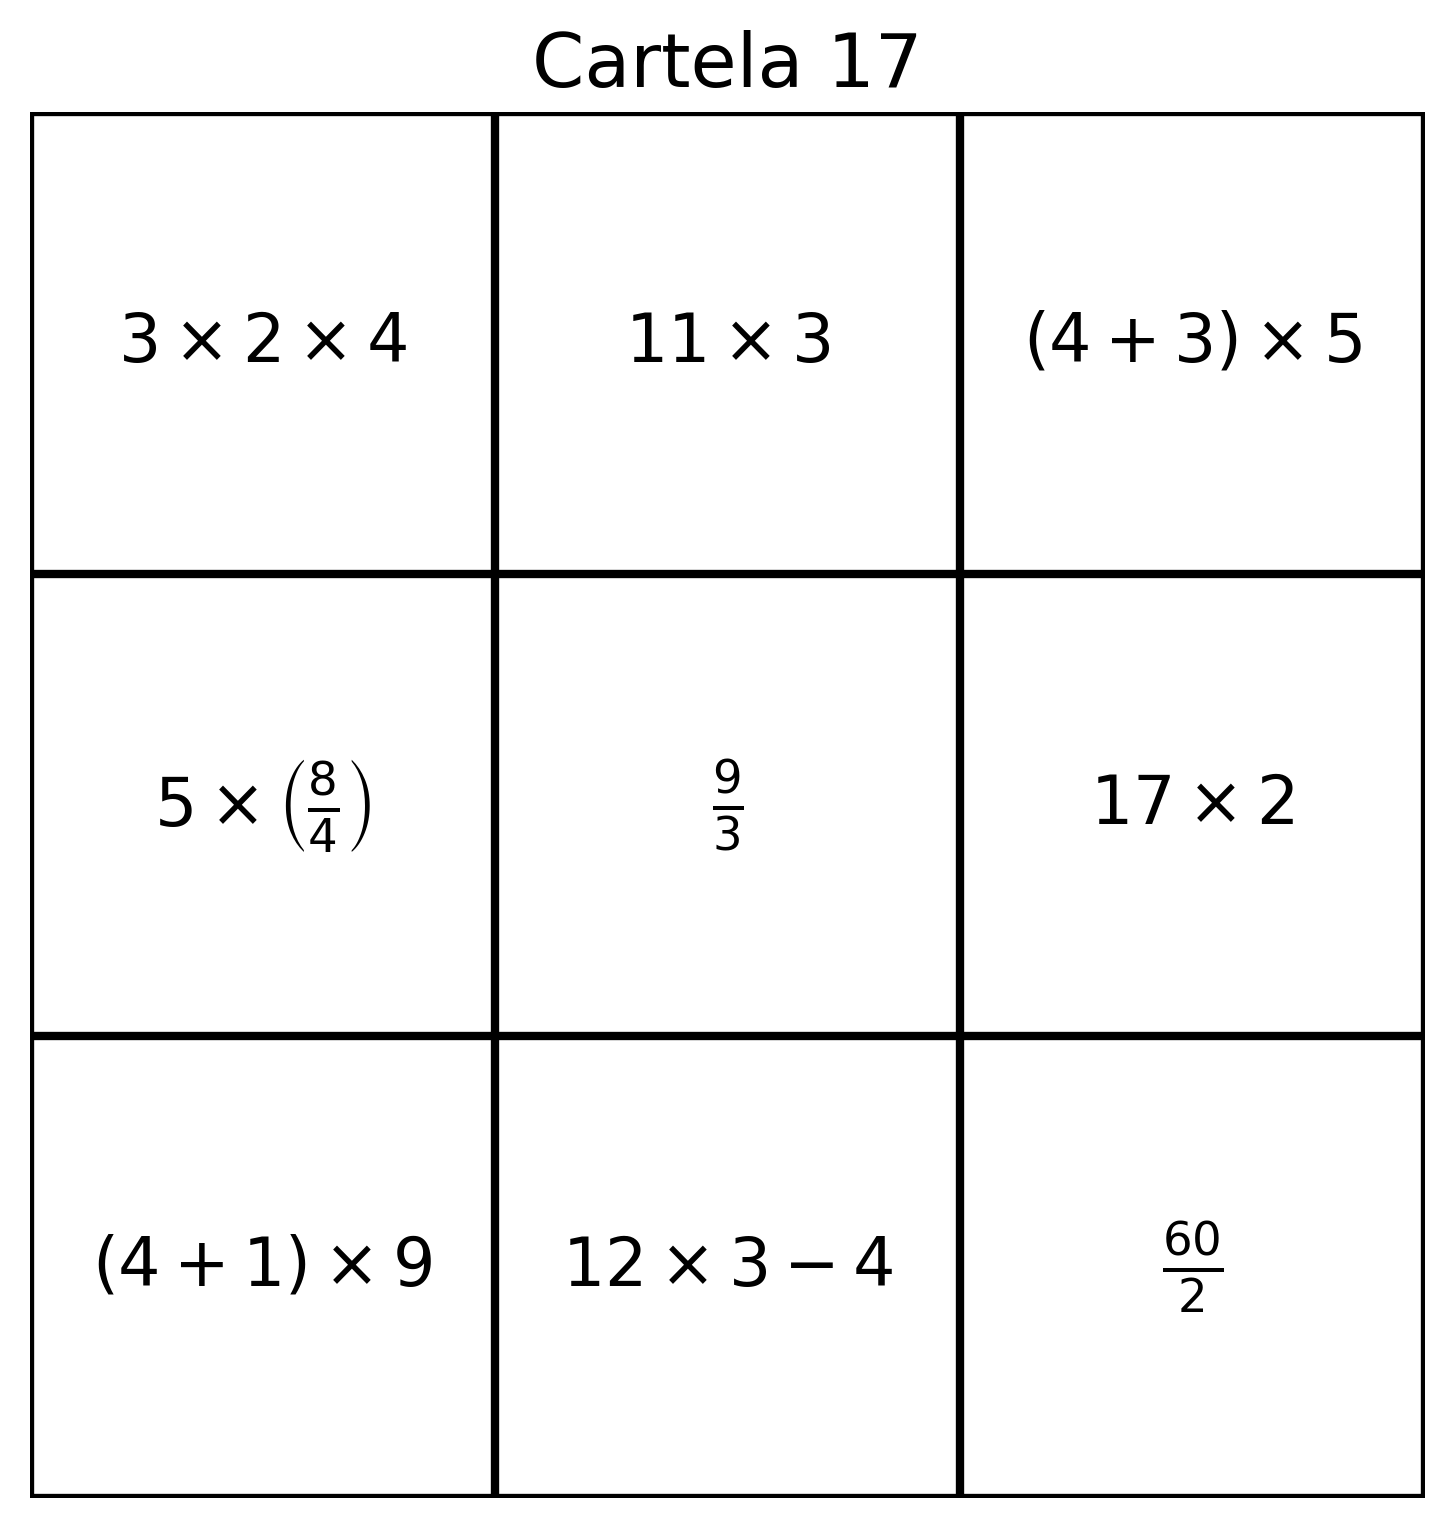 Cartela 17
3 × 2 × 4
11 × 3
(4 + 3) × 5
5 × (8/4)
9/3
17 × 2
(4 + 1) × 9
12 × 3 − 4
60/2